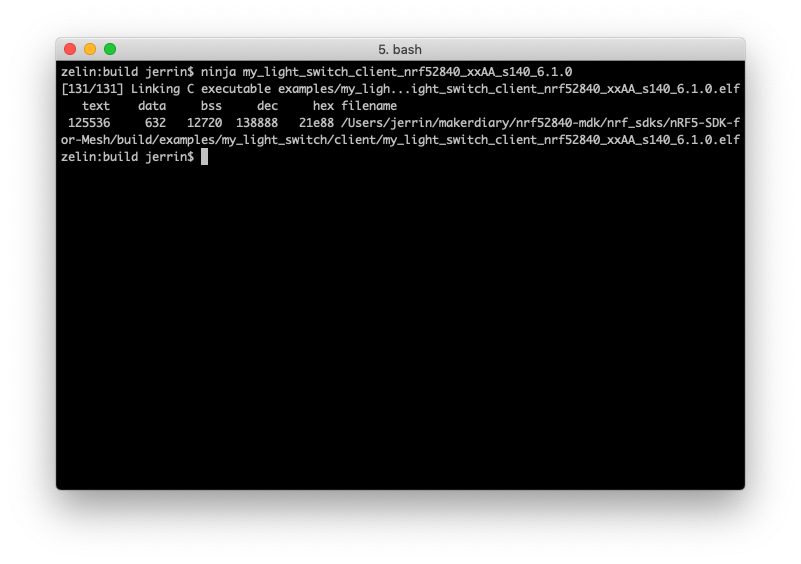 5. bash
zelin:build jerrin$ ninja my_light_switch_client_nrf52840_xxAA_s140_6.1.0
[131/131] Linking C executable examples/my_ligh...ight_switch_client_nrf52840_xxAA_s140_6.1.0.elf
   text    data     bss     dec     hex filename
 125536     632   12720  138888   21e88 /Users/jerrin/makerdiary/nrf52840-mdk/nrf_sdks/nRF5-SDK-f
or-Mesh/build/examples/my_light_switch/client/my_light_switch_client_nrf52840_xxAA_s140_6.1.0.elf
zelin:build jerrin$